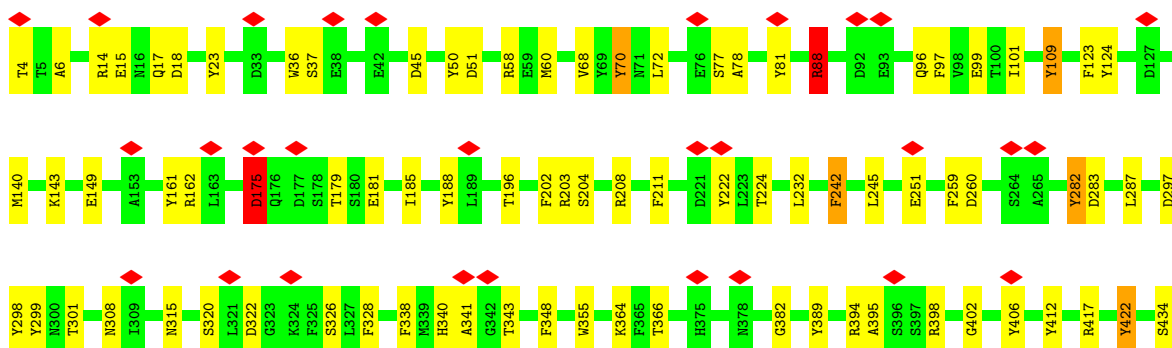 T4 T5 A6 R14 E15 N16 Q17 D18 Y23 D33 W36 S37 E38 E42 D45 Y50 D51 R58 E59 M60 V68 Y69 Y70 N71 L72 E76 S77 A78 Y81 R88 D92 E93 Q96 F97 V98 E99 T100 I101 Y109 F123 Y124 D127
M140 K143 E149 A153 Y161 R162 L163 D175 Q176 D177 S178 T179 S180 E181 I185 Y188 L189 T196 F202 R203 S204 R208 F211 D221 Y222 L223 T224 L232 F242 L245 E251 F259 D260 S264 A265 Y282 D283 L287 D297
Y298 Y299 N300 T301 N308 I309 N315 S320 L321 D322 G323 K324 F325 S326 L327 F328 F338 M339 H340 A341 G342 T343 F348 W355 K364 F365 T366 H375 N378 G382 Y389 R394 A395 S396 S397 R398 G402 Y406 Y412 R417 Y422 S434